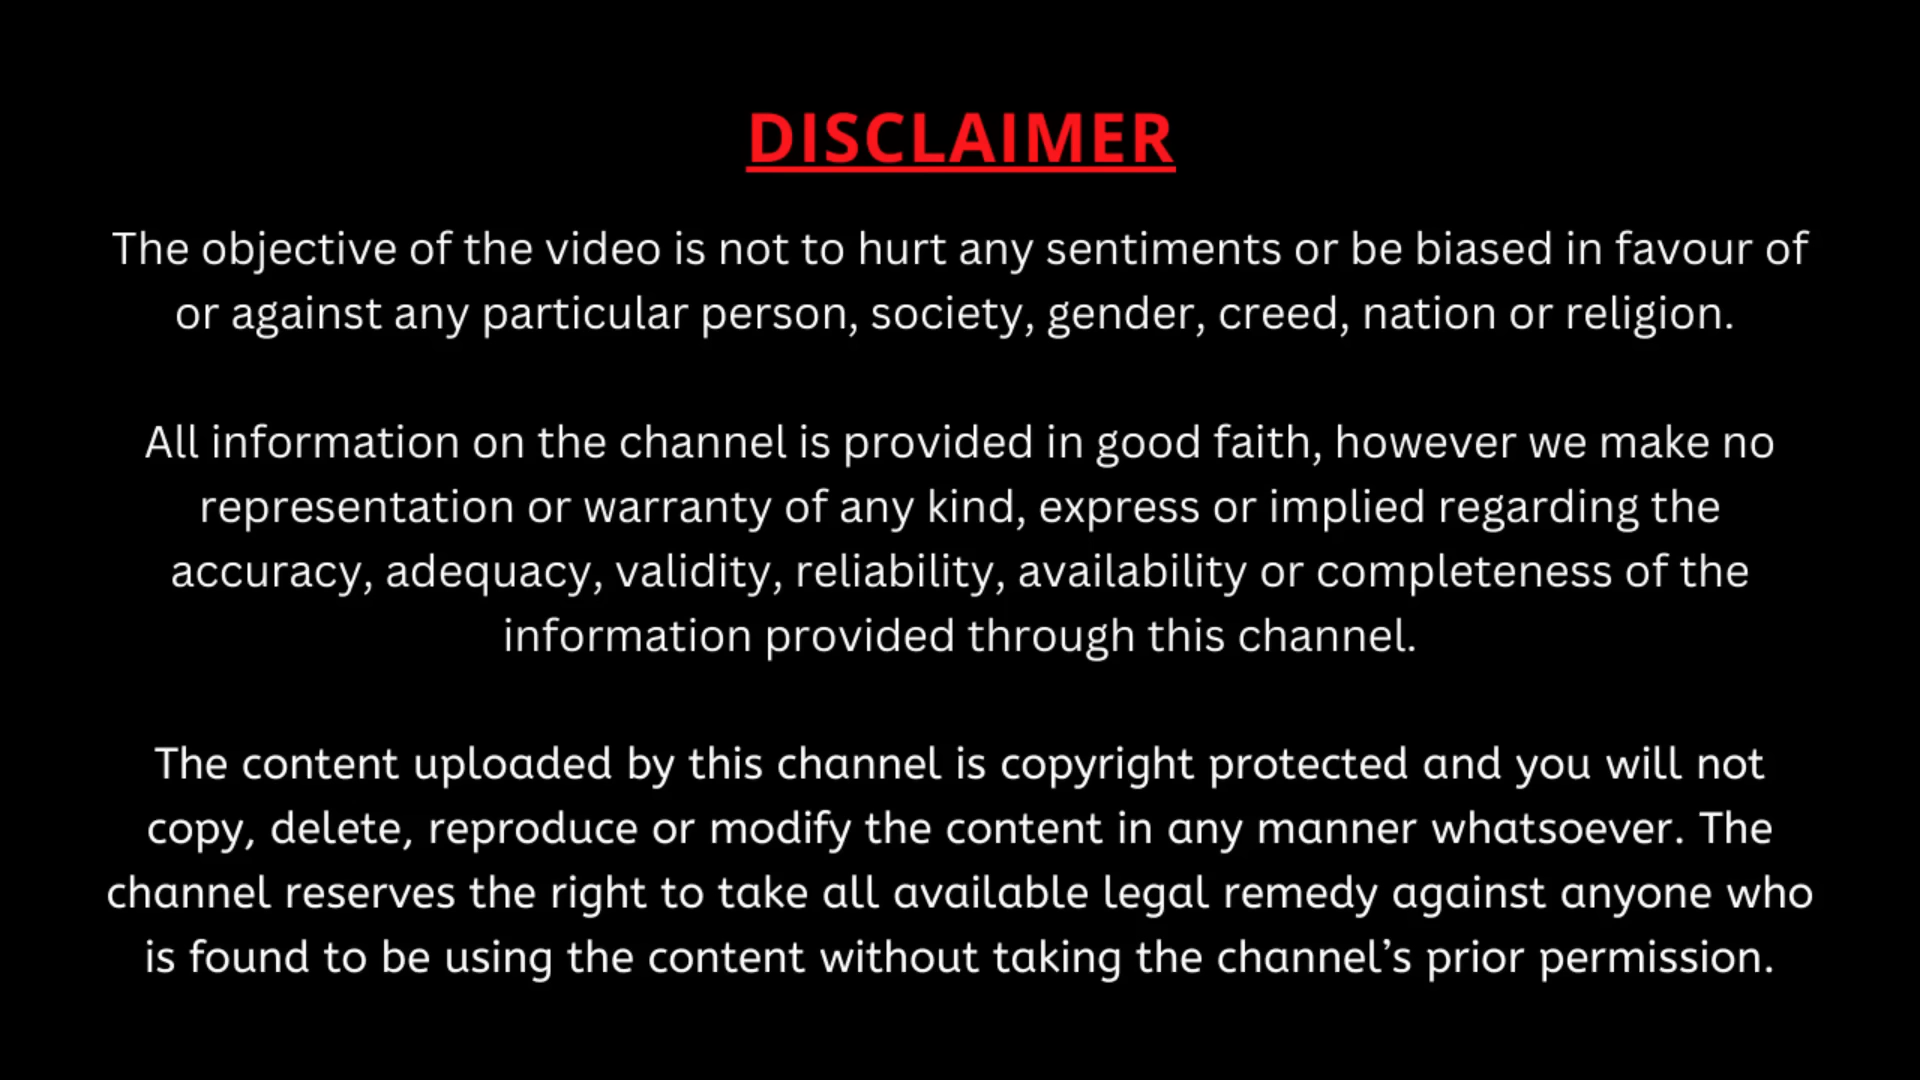 DISCLAIMER
The objective of the video is not to hurt any sentiments or be biased in favour of
or against any particular person, society, gender, creed, nation or religion.
All information on the channel is provided in good faith, however we make no
representation or warranty of any kind, express or implied regarding the
accuracy, adequacy, validity, reliability, availability or completeness of the
information provided through this channel.
The content uploaded by this channel is copyright protected and you will not
copy, delete, reproduce or modify the content in any manner whatsoever. The
channel reserves the right to take all available legal remedy against anyone who
is found to be using the content without taking the channel’s prior permission.